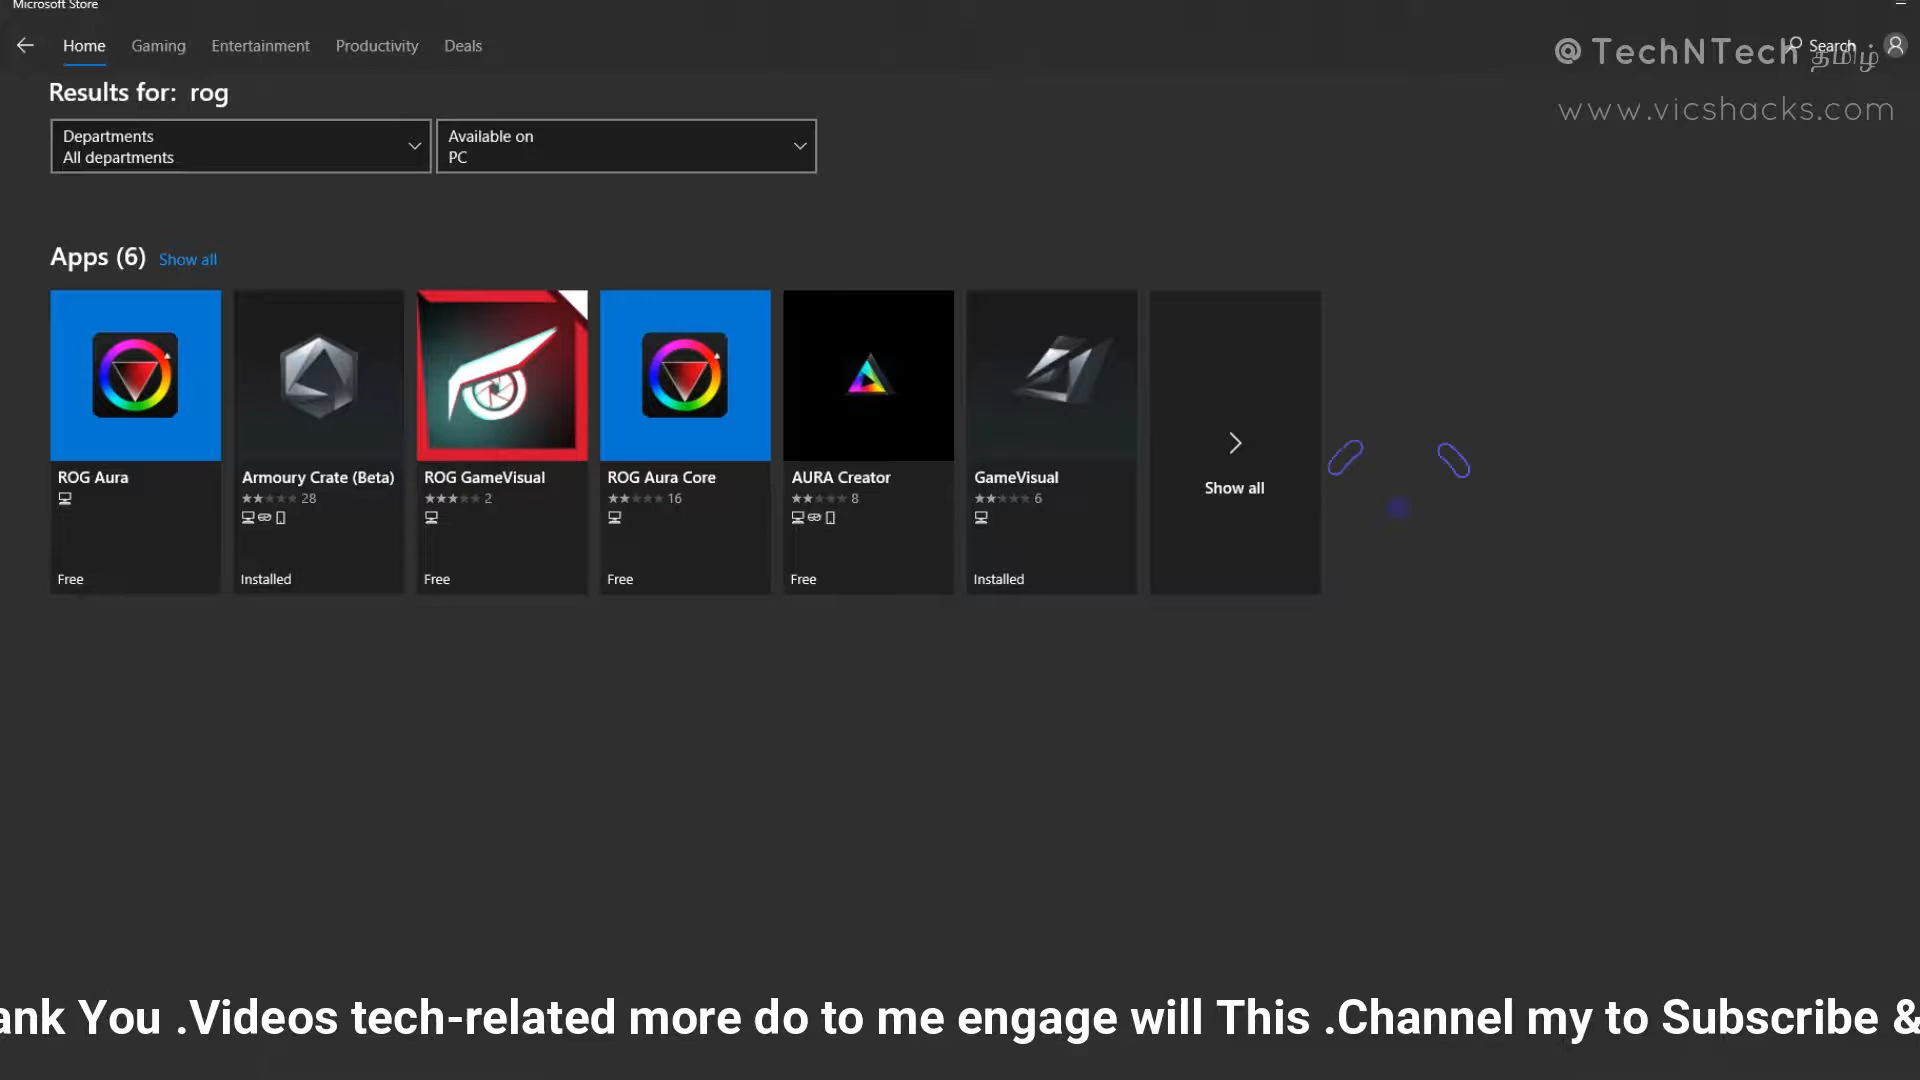 Microsoft Store
Home Gaming Entertainment Productivity Deals
Search
@TechNTech தமிழ்
www.vicshacks.com
Results for: rog
Departments
All departments
Available on
PC
Apps (6) Show all
ROG Aura
Free
Armoury Crate (Beta)
28
Installed
ROG GameVisual
2
Free
ROG Aura Core
16
Free
AURA Creator
8
Free
GameVisual
6
Installed
Show all
ank You .Videos tech-related more do to me engage will This .Channel my to Subscribe &